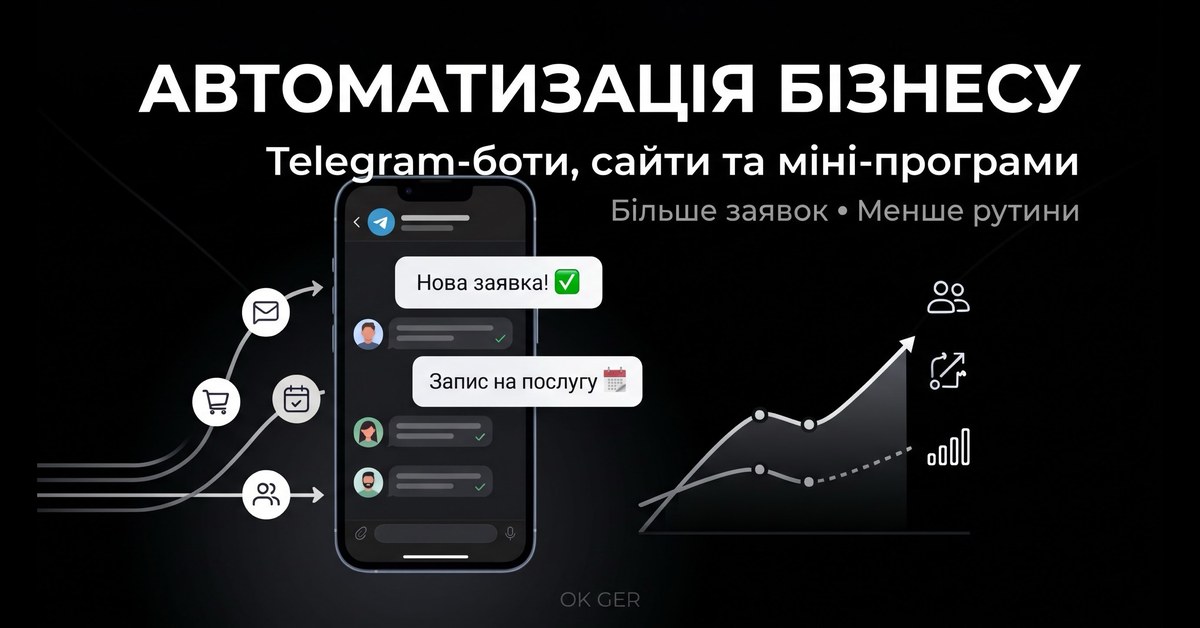 АВТОМАТИЗАЦІЯ БІЗНЕСУ
Telegram-боти, сайти та міні-програми
Більше заявок • Менше рутини
Нова заявка! ✅
Запис на послугу 📅
OK GER